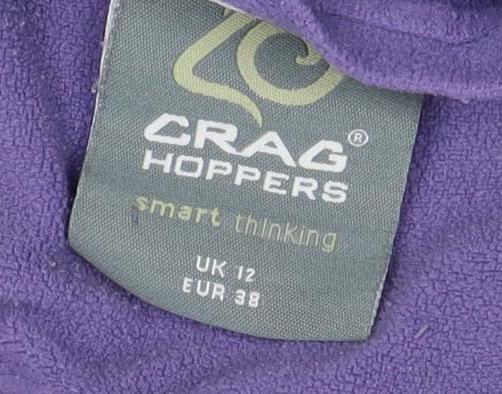 CRAG®
HOPPERS
smart thinking
UK 12
EUR 38